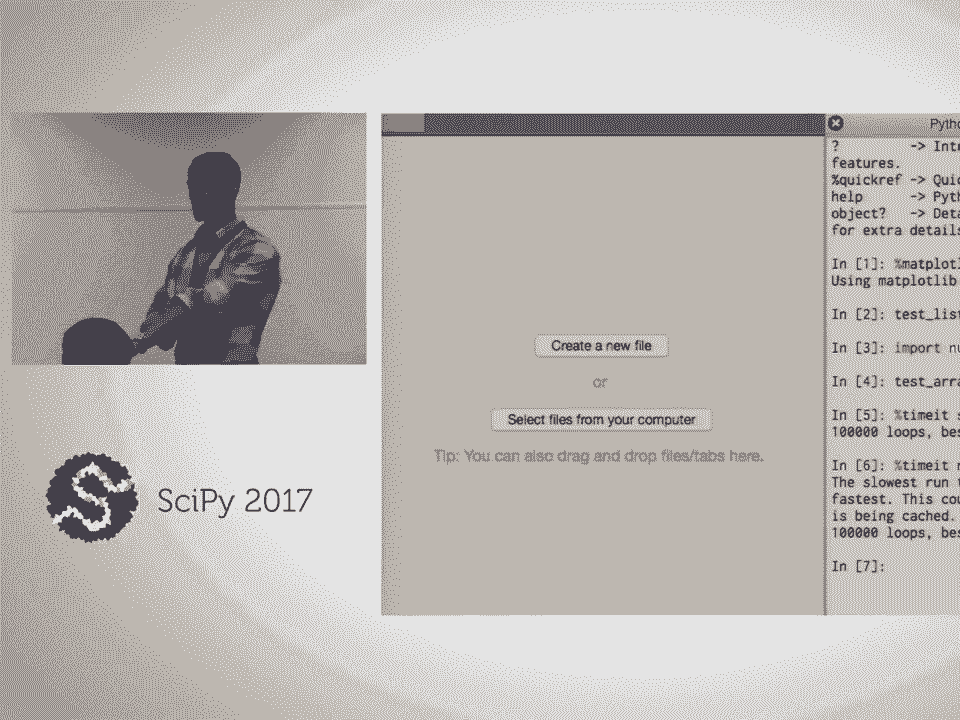 SciPy 2017
Create a new file
or
Select files from your computer
Tip: You can also drag and drop files/tabs here.
?         -> Int
features.
%quickref -> Qui
help      -> Pyth
object?   -> Deta
for extra details
In [1]: %matplotl
Using matplotlib
In [2]: test_list
In [3]: import nu
In [4]: test_arra
In [5]: %timeit s
100000 loops, bes
In [6]: %timeit n
The slowest run t
fastest. This cou
is being cached.
100000 loops, bes
In [7]: